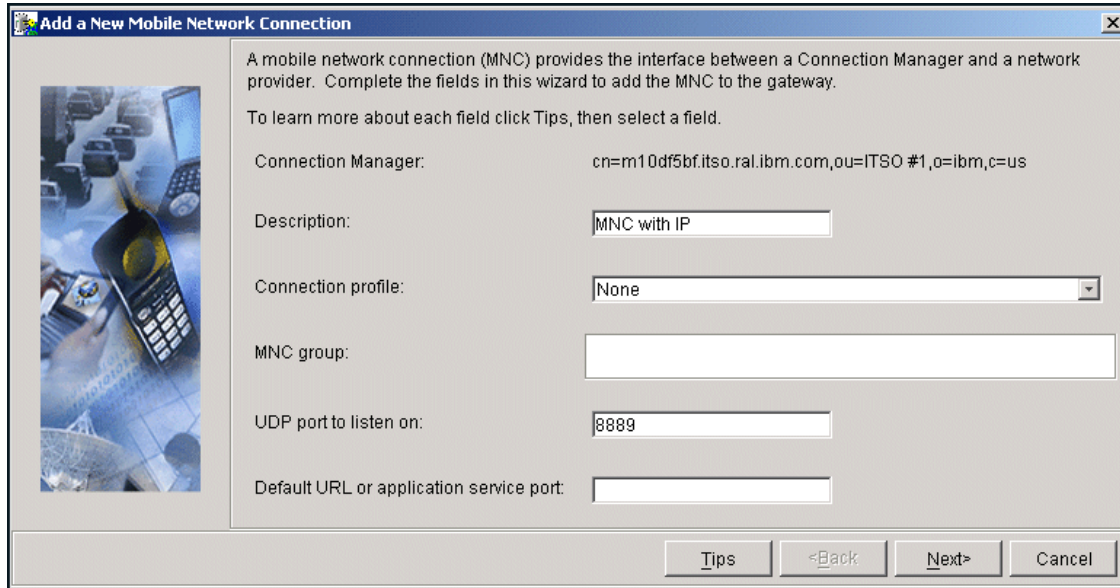 Add a New Mobile Network Connection
A mobile network connection (MNC) provides the interface between a Connection Manager and a network
provider. Complete the fields in this wizard to add the MNC to the gateway.
To learn more about each field click Tips, then select a field.
Connection Manager: cn=m10df5bf.itso.ral.ibm.com,ou=ITSO #1,o=ibm,c=us
Description: MNC with IP
Connection profile: None
MNC group:
UDP port to listen on: 8889
Default URL or application service port:
Tips <Back Next> Cancel